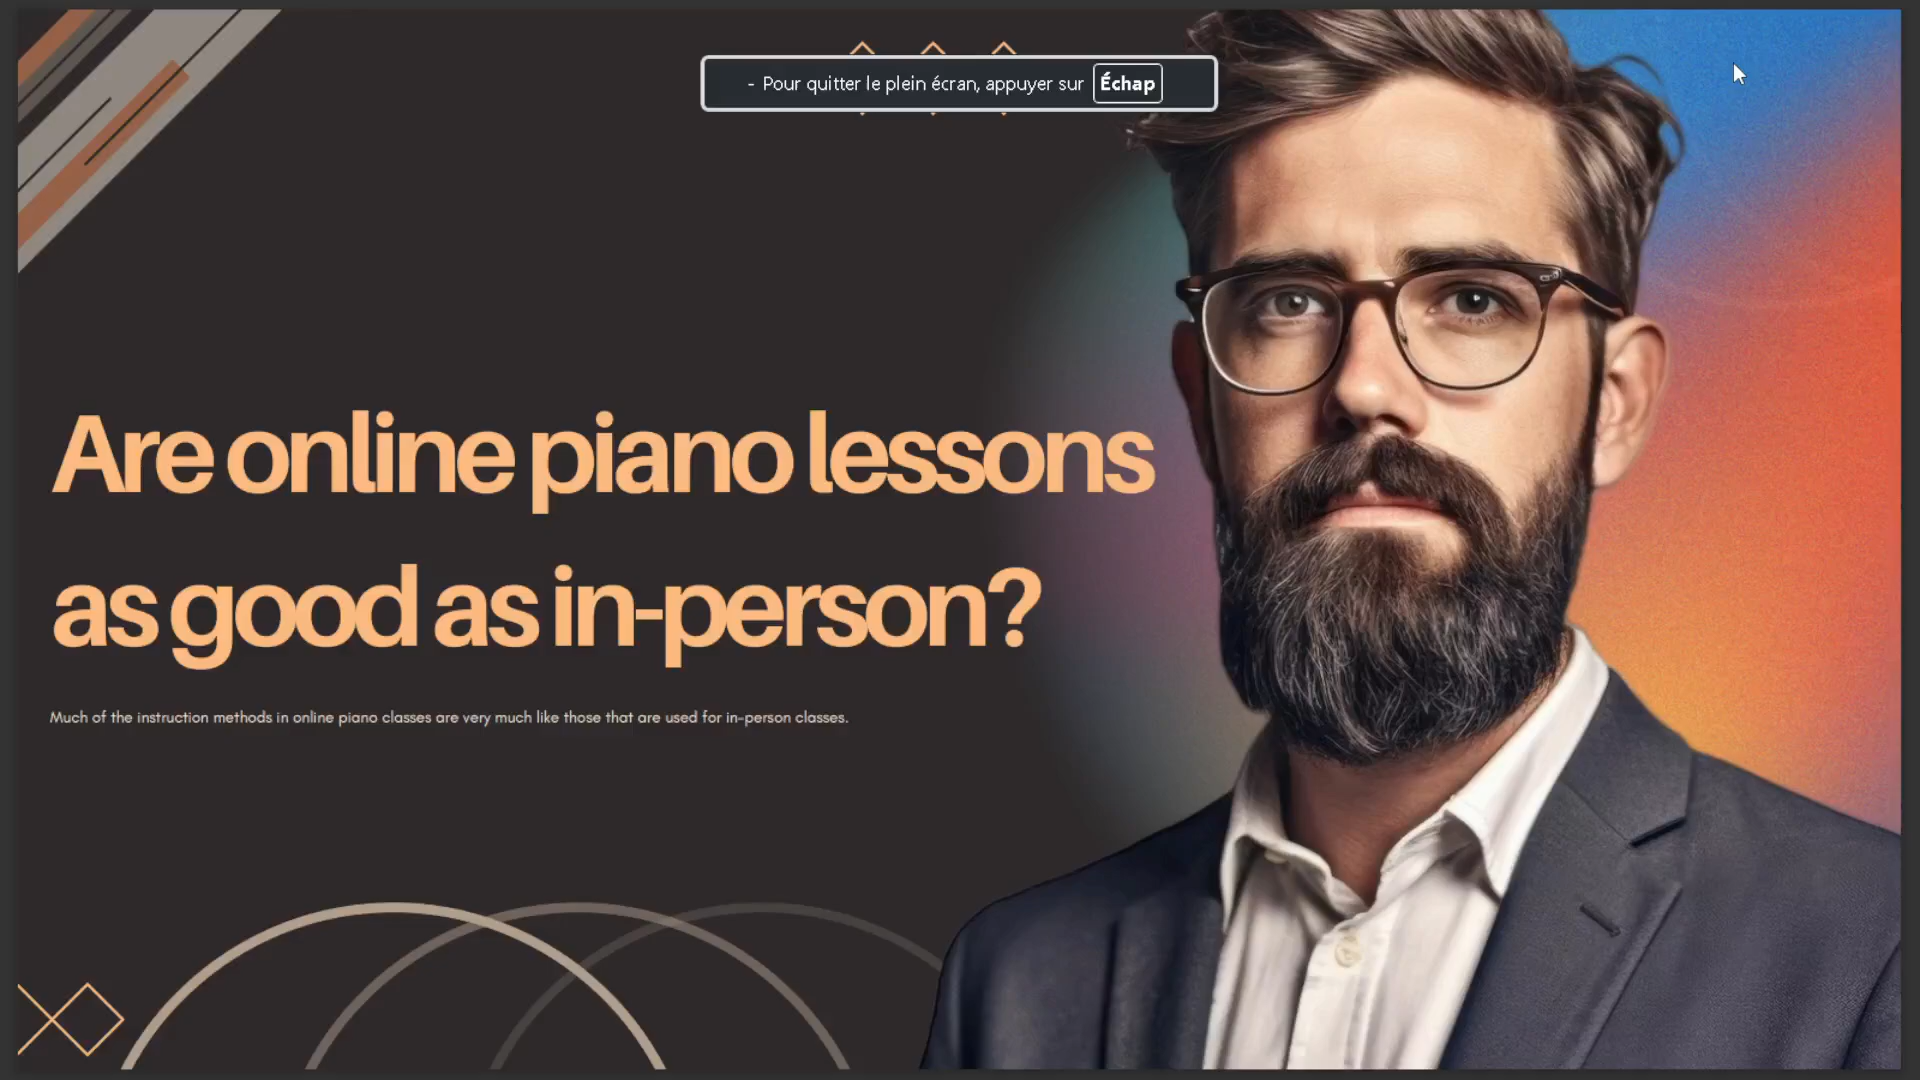 - Pour quitter le plein écran, appuyer sur Échap
Are online piano lessons
as good as in-person?
Much of the instruction methods in online piano classes are very much like those that are used for in-person classes.